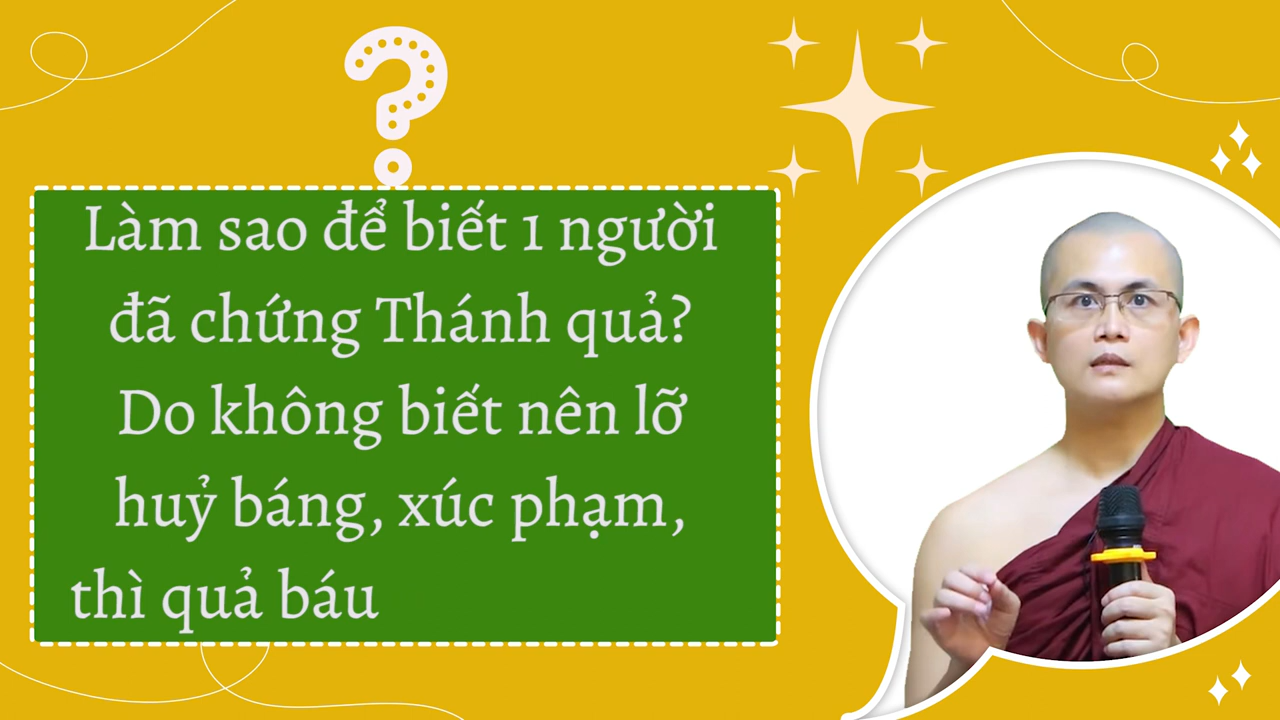 Làm sao để biết 1 người
đã chứng Thánh quả?
Do không biết nên lỡ
huỷ báng, xúc phạm,
thì quả báu